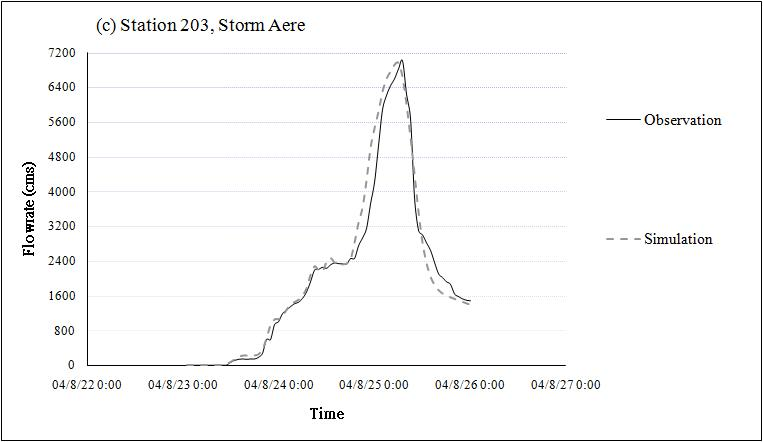 (c) Station 203, Storm Aere
7200
6400
5600
4800
4000
3200
2400
1600
800
0
Flowrate (cms)
04/8/22 0:00 04/8/23 0:00 04/8/24 0:00 04/8/25 0:00 04/8/26 0:00 04/8/27 0:00
Time
Observation
Simulation